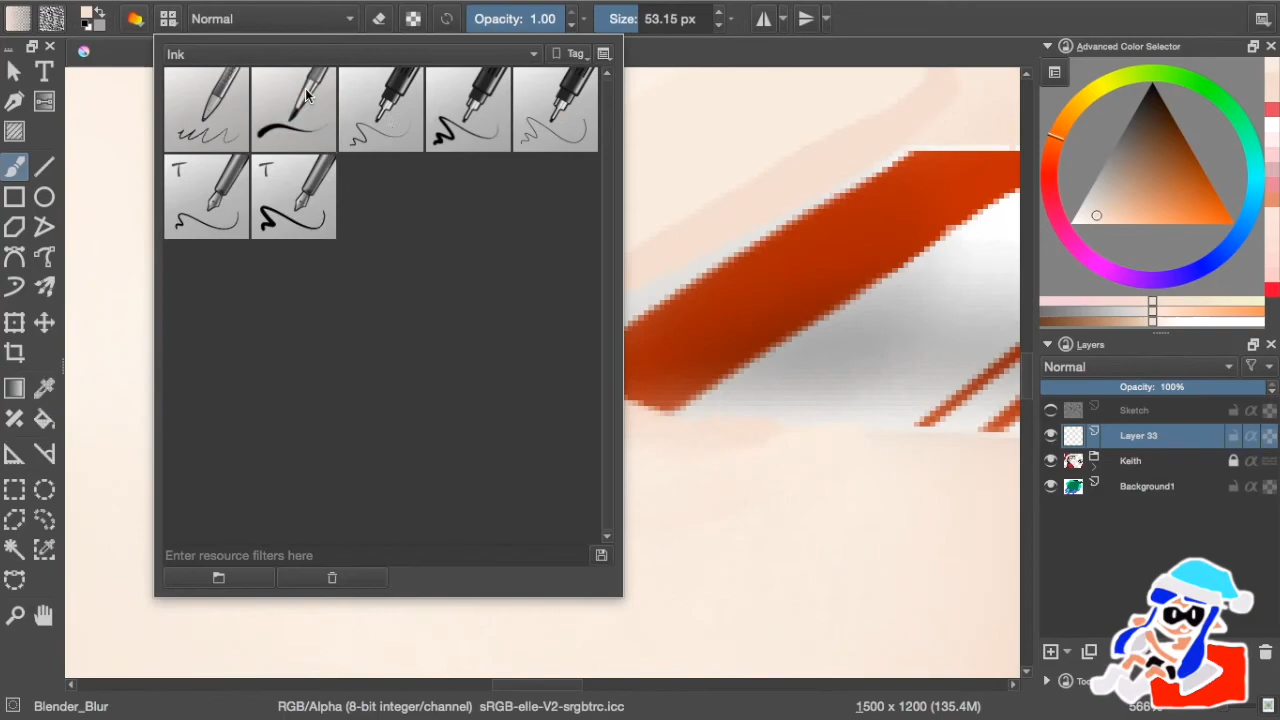 Normal
Opacity: 1.00
Size: 53.15 px
Ink
Tag
Advanced Color Selector
Layers
Normal
Opacity: 100%
Sketch
Layer 33
Keith
Background1
Enter resource filters here
Blender_Blur
RGB/Alpha (8-bit integer/channel) sRGB-elle-V2-srgbtrc.icc
1500 x 1200 (135.4M)